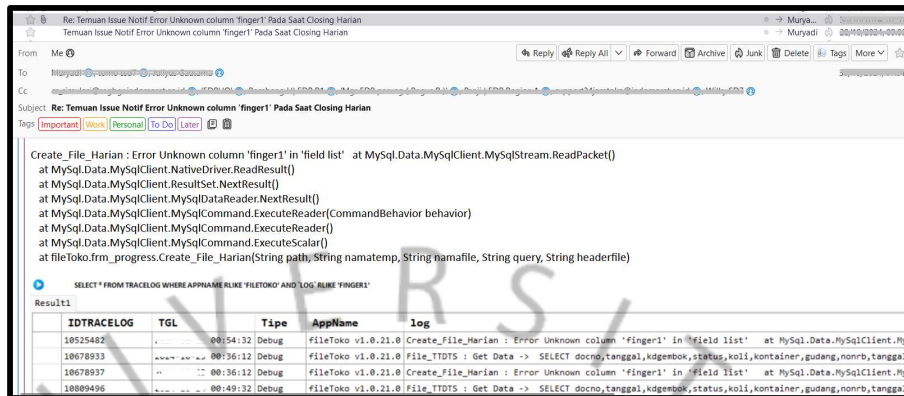 Re: Temuan Issue Notif Error Unknown column 'finger1' Pada Saat Closing Harian → Murya...
Temuan Issue Notif Error Unknown column 'finger1' Pada Saat Closing Harian → Muryadi
From Me Reply Reply All Forward Archive Junk Delete Tags More
To
Cc
Subject Re: Temuan Issue Notif Error Unknown column 'finger1' Pada Saat Closing Harian
Tags Important Work Personal To Do Later
Create_File_Harian : Error Unknown column 'finger1' in 'field list' at MySql.Data.MySqlClient.MySqlStream.ReadPacket()
at MySql.Data.MySqlClient.NativeDriver.ReadResult()
at MySql.Data.MySqlClient.ResultSet.NextResult()
at MySql.Data.MySqlClient.MySqlDataReader.NextResult()
at MySql.Data.MySqlClient.MySqlCommand.ExecuteReader(CommandBehavior behavior)
at MySql.Data.MySqlClient.MySqlCommand.ExecuteReader()
at MySql.Data.MySqlClient.MySqlCommand.ExecuteScalar()
at fileToko.frm_progress.Create_File_Harian(String path, String namatemp, String namafile, String query, String headerfile)
SELECT * FROM TRACELOG WHERE APPNAME RLIKE 'FILETOKO' AND `LOG` RLIKE 'FINGER1'
Result1
IDTRACELOG TGL Tipe AppName log
10525482 00:54:32 Debug fileToko v1.0.21.0 Create_File_Harian : Error Unknown column 'finger1' in 'field list' at MySql.Data.MySqlClient.My
10678933 00:36:12 Debug fileToko v1.0.21.0 File_TTDTS : Get Data -> SELECT docno,tanggal,kdgembok,status,koli,kontainer,gudang,nonrb,tangga
10678937 00:36:12 Debug fileToko v1.0.21.0 Create_File_Harian : Error Unknown column 'finger1' in 'field list' at MySql.Data.MySqlClient.My
10809496 00:49:32 Debug fileToko v1.0.21.0 File_TTDTS : Get Data -> SELECT docno,tanggal,kdgembok,status,koli,kontainer,gudang,nonrb,tangga
VERS